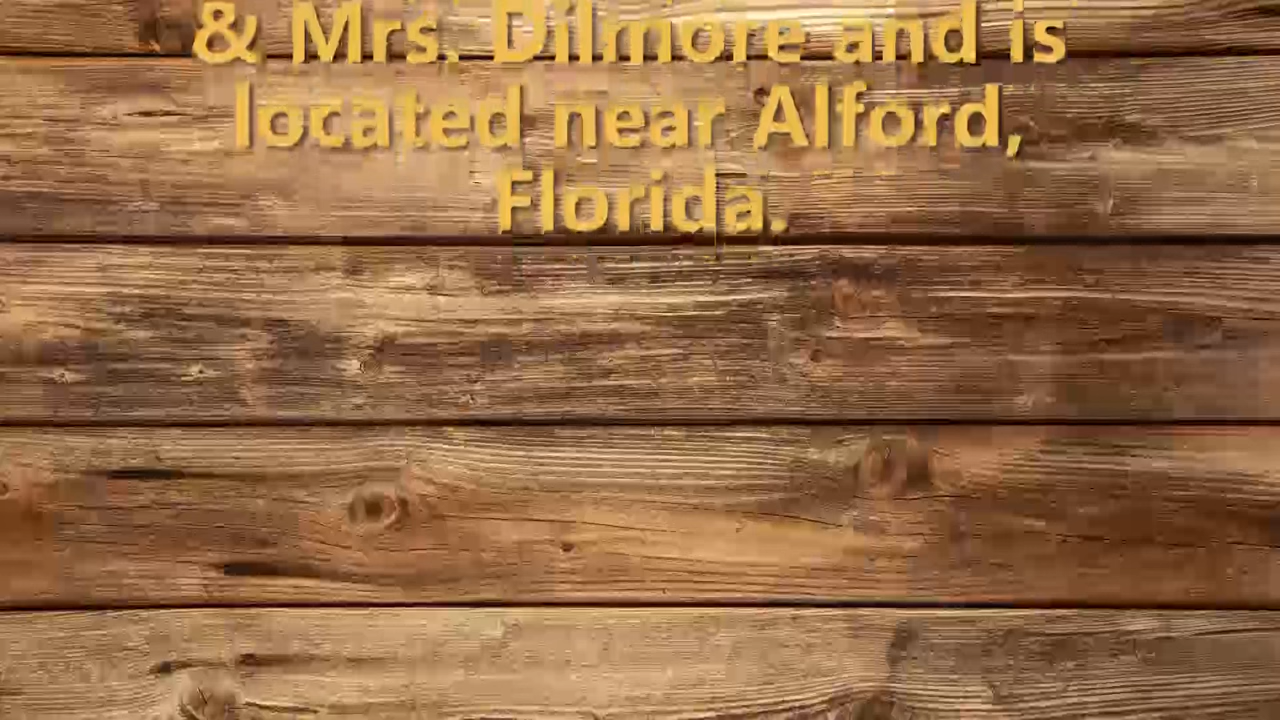 & Mrs. Dilmore and is
located near Alford,
Florida.